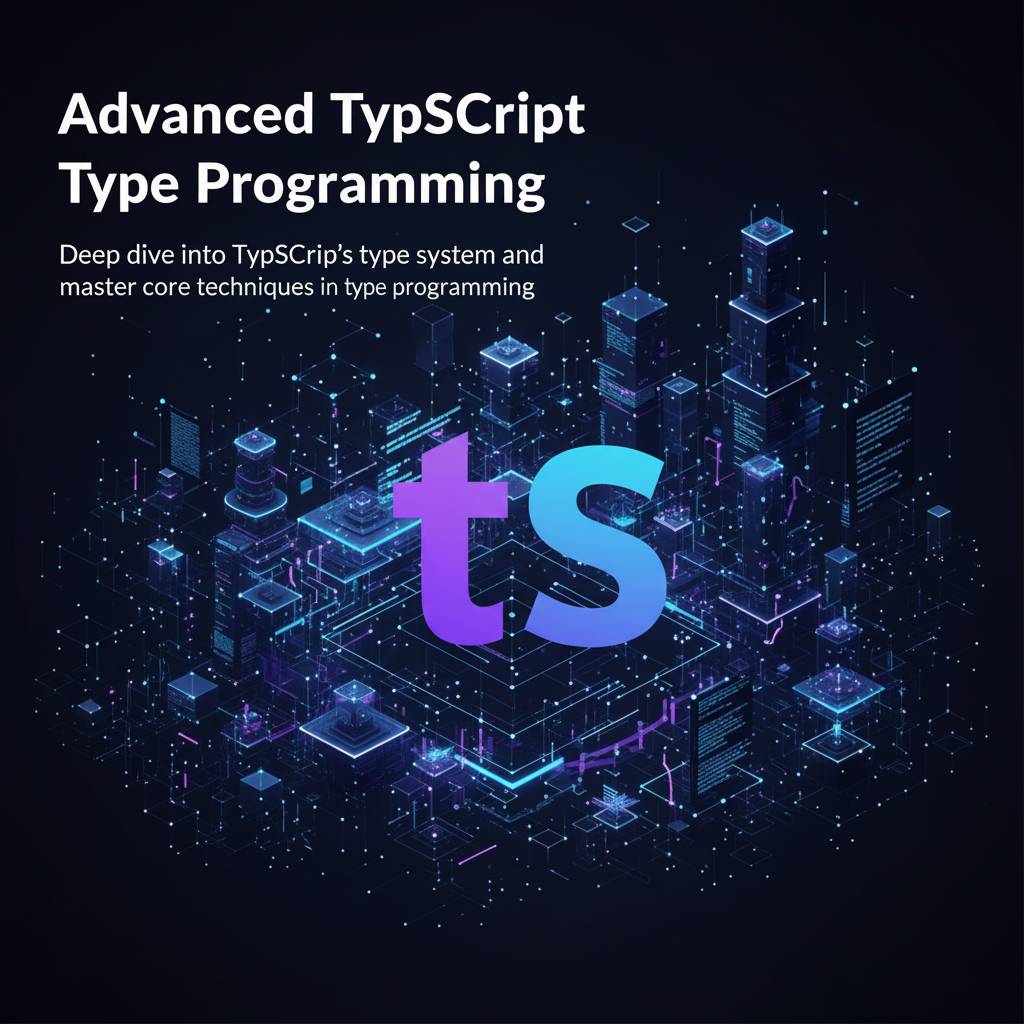 Advanced TypSCript
Type Programming
Deep dive into TypSCrip's type system and
master core techniques in type programming
ts